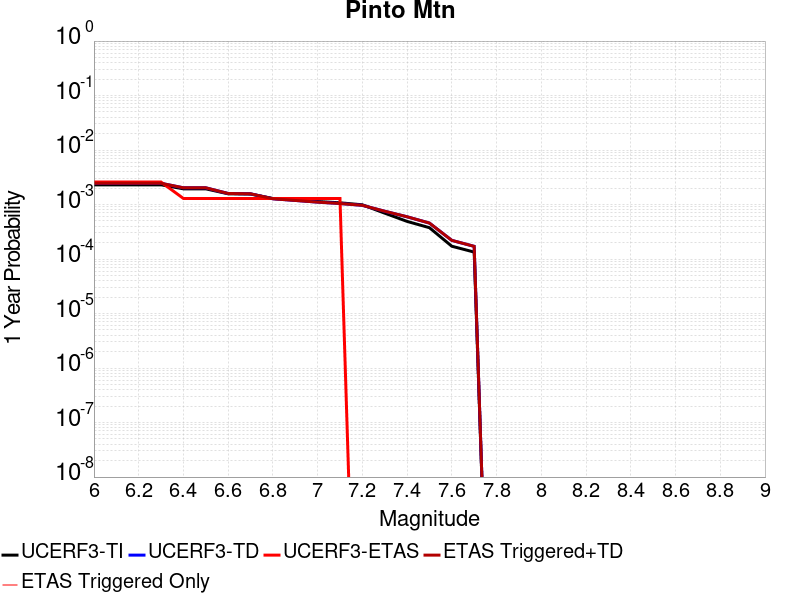 Pinto Mtn
10^0
10^-1
10^-2
10^-3
10^-4
10^-5
10^-6
10^-7
10^-8
1 Year Probability
6 6.2 6.4 6.6 6.8 7 7.2 7.4 7.6 7.8 8 8.2 8.4 8.6 8.8 9
Magnitude
UCERF3-TI UCERF3-TD UCERF3-ETAS ETAS Triggered+TD
ETAS Triggered Only